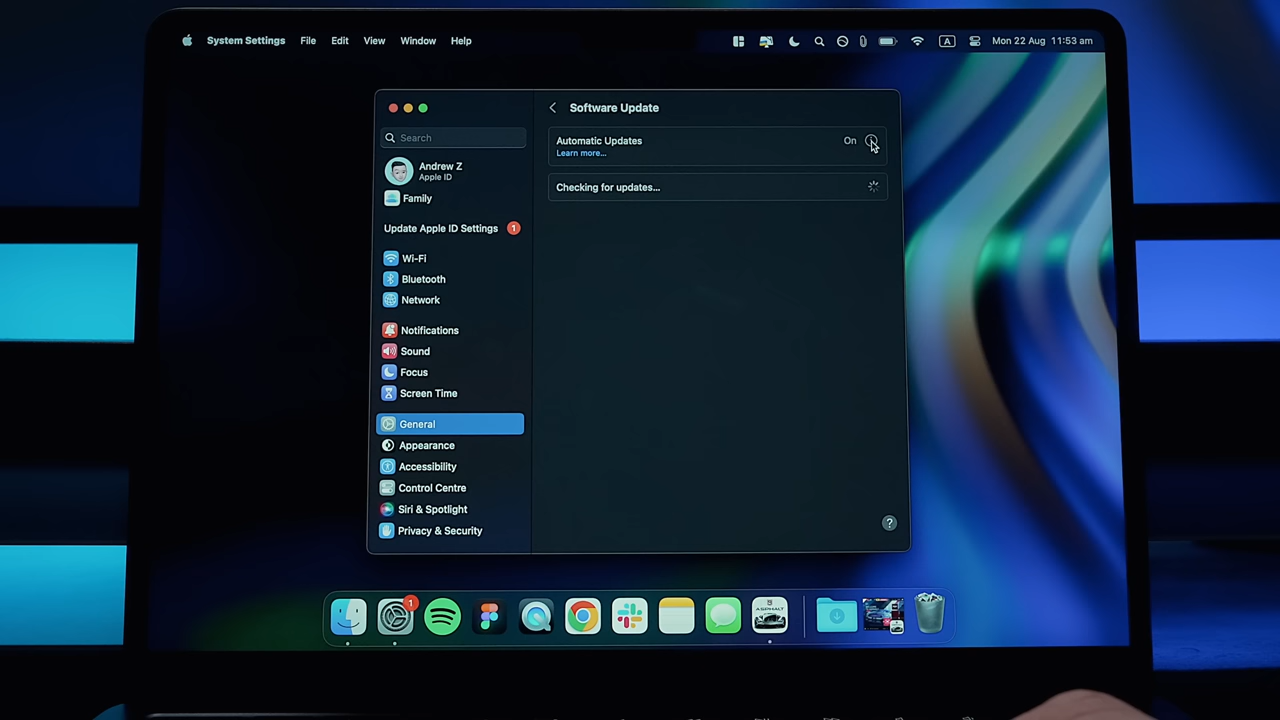 System Settings File Edit View Window Help
A
Mon 22 Aug 11:53 am
Search
Andrew Z
Apple ID
Family
Update Apple ID Settings 1
Wi-Fi
Bluetooth
Network
Notifications
Sound
Focus
Screen Time
General
Appearance
Accessibility
Control Centre
Siri & Spotlight
Privacy & Security
Software Update
Automatic Updates
On
Learn more...
Checking for updates...
?
1
ASPHALT